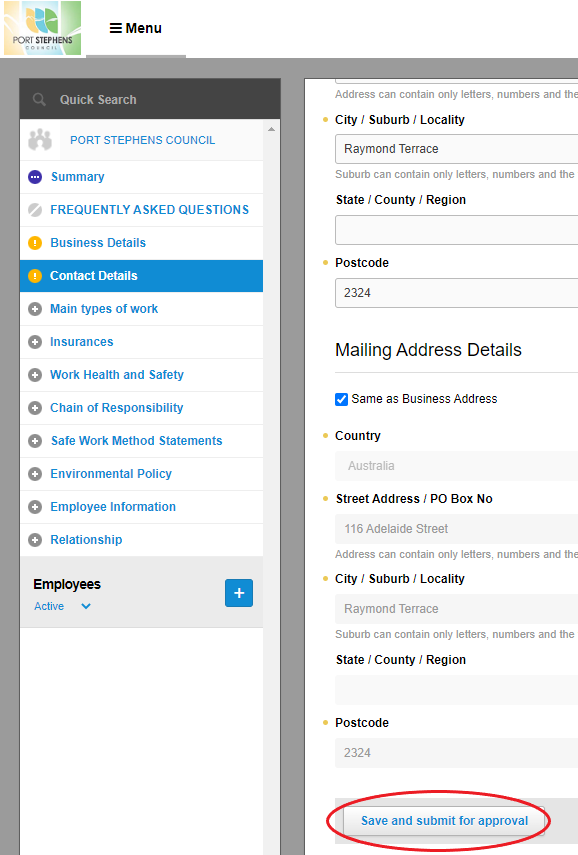 PORT STEPHENS
COUNCIL
Menu
Quick Search
PORT STEPHENS COUNCIL
Summary
FREQUENTLY ASKED QUESTIONS
Business Details
Contact Details
Main types of work
Insurances
Work Health and Safety
Chain of Responsibility
Safe Work Method Statements
Environmental Policy
Employee Information
Relationship
Employees
Active
+
Address can contain only letters, numbers and the
City / Suburb / Locality
Raymond Terrace
Suburb can contain only letters, numbers and the
State / County / Region
Postcode
2324
Mailing Address Details
Same as Business Address
Country
Australia
Street Address / PO Box No
116 Adelaide Street
Address can contain only letters, numbers and the
City / Suburb / Locality
Raymond Terrace
Suburb can contain only letters, numbers and the
State / County / Region
Postcode
2324
Save and submit for approval